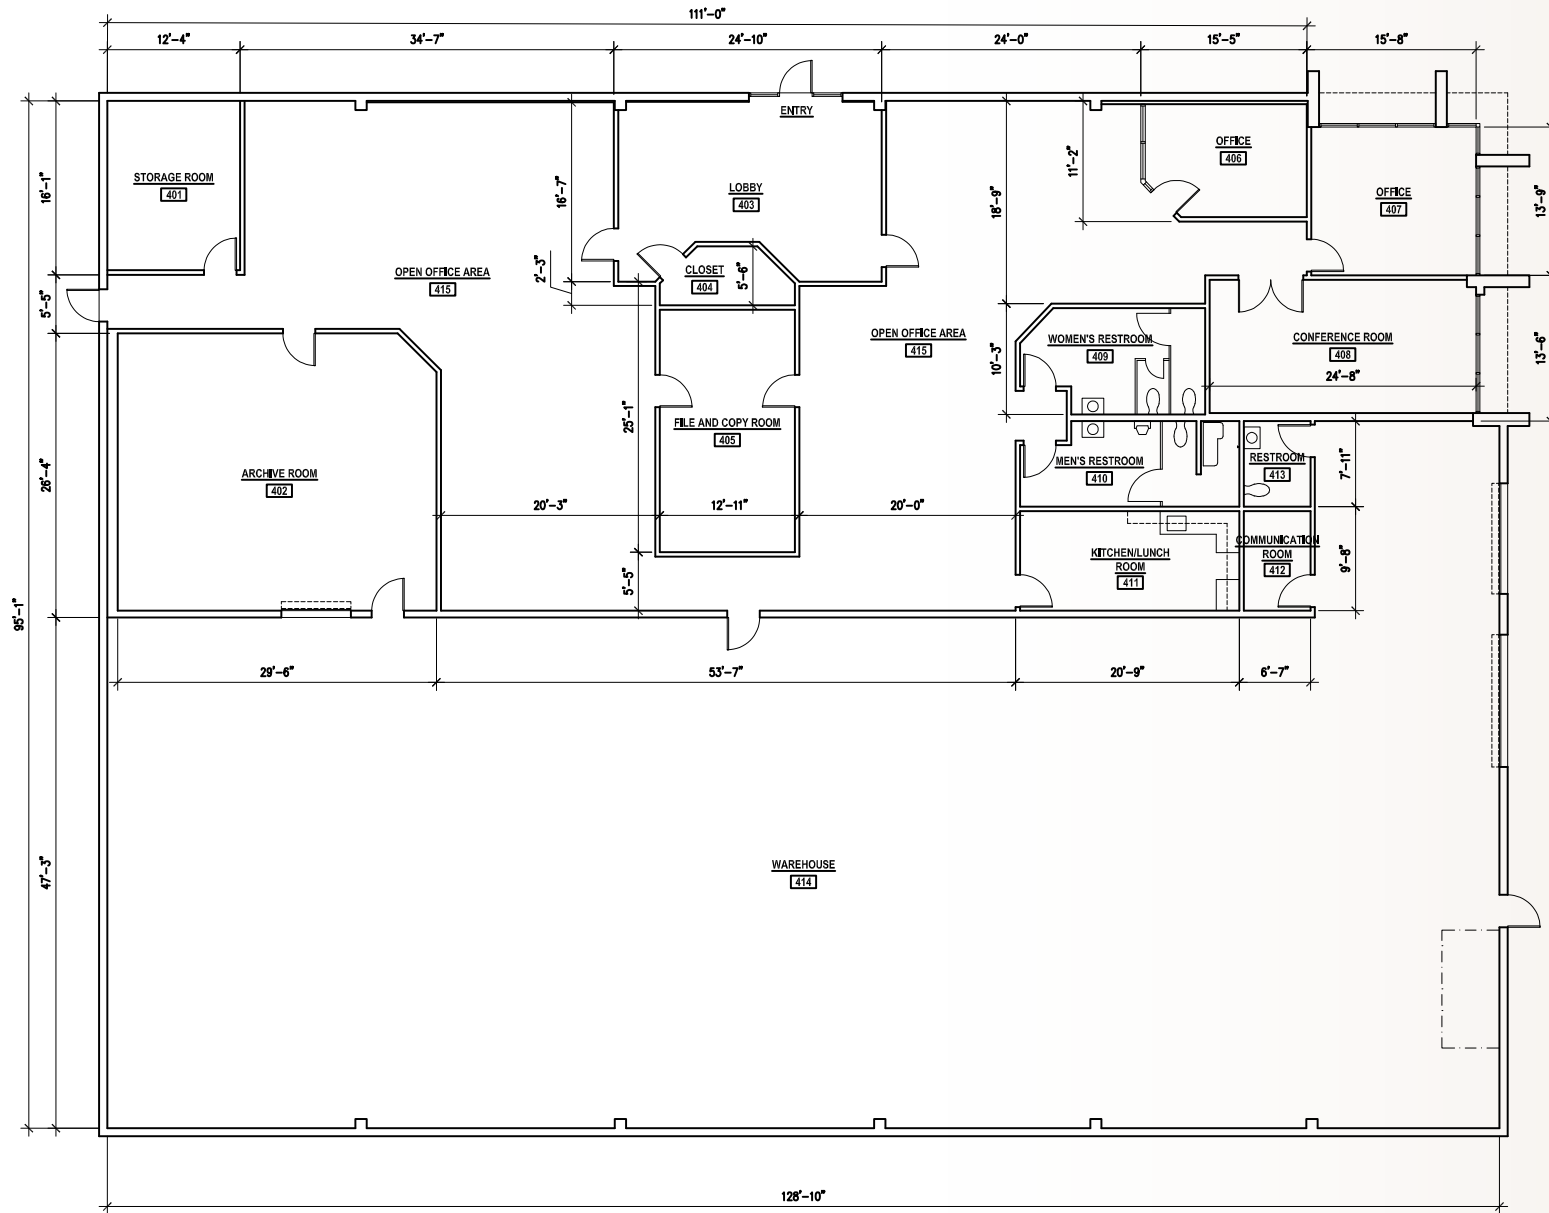 111'-0"
12'-4"
34'-7"
24'-10"
24'-0"
15'-5"
15'-8"
ENTRY
STORAGE ROOM
401
16'-1"
16'-7"
LOBBY
403
18'-9"
11'-2"
OFFICE
406
OFFICE
407
13'-9"
OPEN OFFICE AREA
415
2'-3"
CLOSET
404
5'-6"
5'-5"
OPEN OFFICE AREA
415
WOMEN'S RESTROOM
409
CONFERENCE ROOM
408
24'-8"
13'-6"
10'-3"
25'-1"
FILE AND COPY ROOM
405
ARCHIVE ROOM
402
26'-4"
MEN'S RESTROOM
410
RESTROOM
413
7'-11"
20'-3"
12'-11"
20'-0"
KITCHEN/LUNCH
ROOM
411
COMMUNICATION
ROOM
412
9'-8"
5'-5"
95'-1"
29'-6"
53'-7"
20'-9"
6'-7"
47'-3"
WAREHOUSE
414
128'-10"